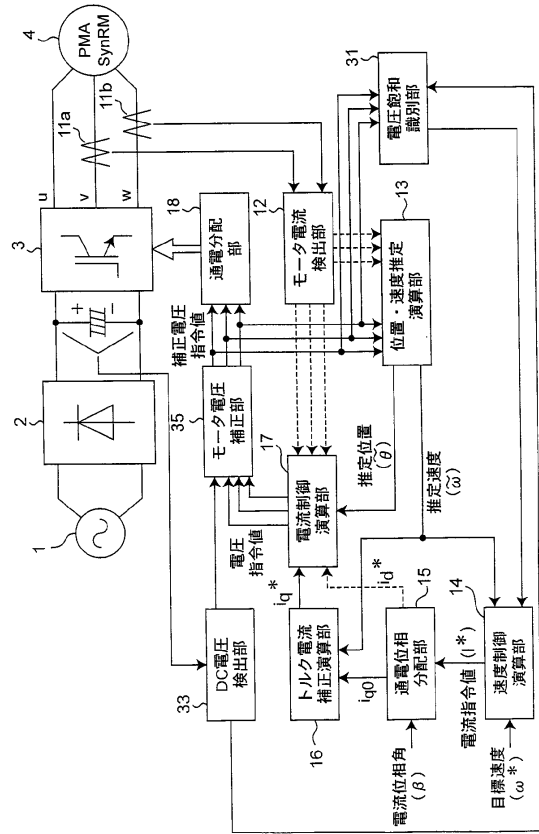 1
2
3
4
PMA
SynRM
u
v
w
11a
11b
+
−
33
DC電圧
検出部
35
モータ電圧
補正部
補正電圧
指令値
18
通電分配
部
12
モータ電流
検出部
31
電圧飽和
識別部
電圧
指令値
17
電流制御
演算部
13
位置・速度推定
演算部
推定位置
(θ̃)
推定速度
(ω̃)
iq*
id*
16
トルク電流
補正演算部
iq0
15
通電位相
分配部
電流位相角
(β)
電流指令値 (I*)
14
速度制御
演算部
目標速度
(ω*)